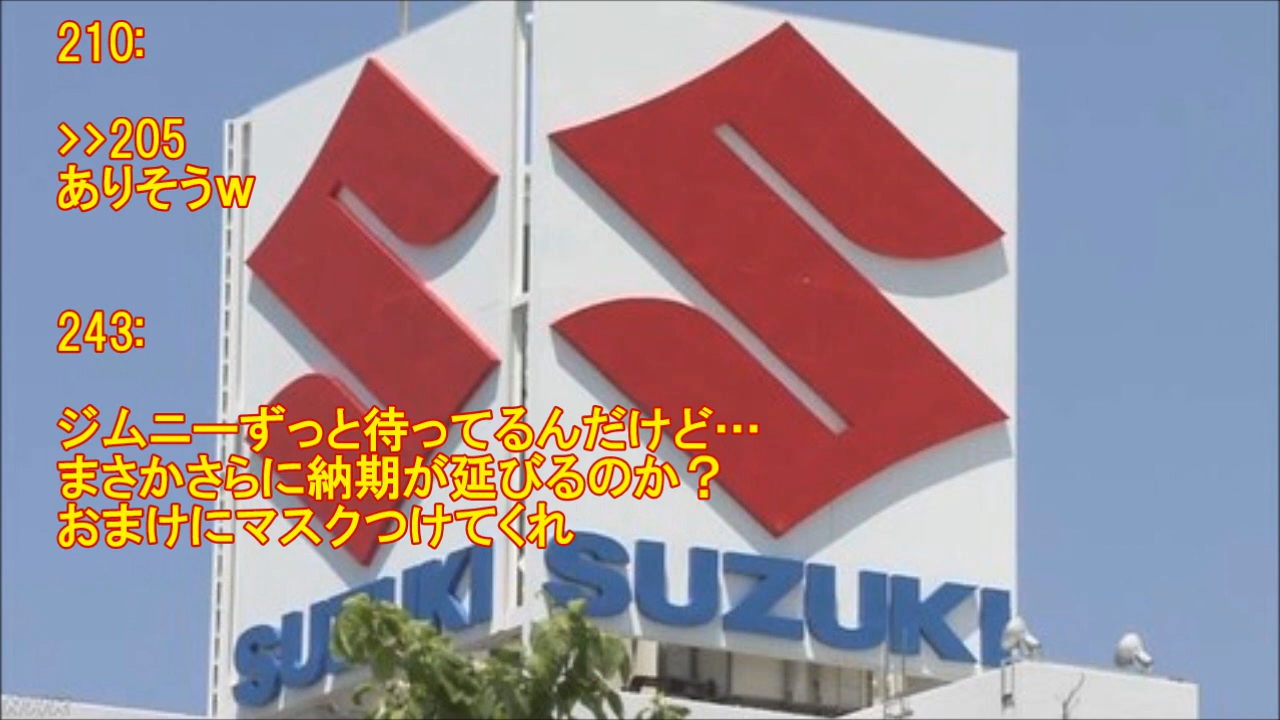 210:
>>205
ありそうｗ
243:
ジムニーずっと待ってるんだけど…
まさかさらに納期が延びるのか？
おまけにマスクつけてくれ
SUZUKI
SUZUKI